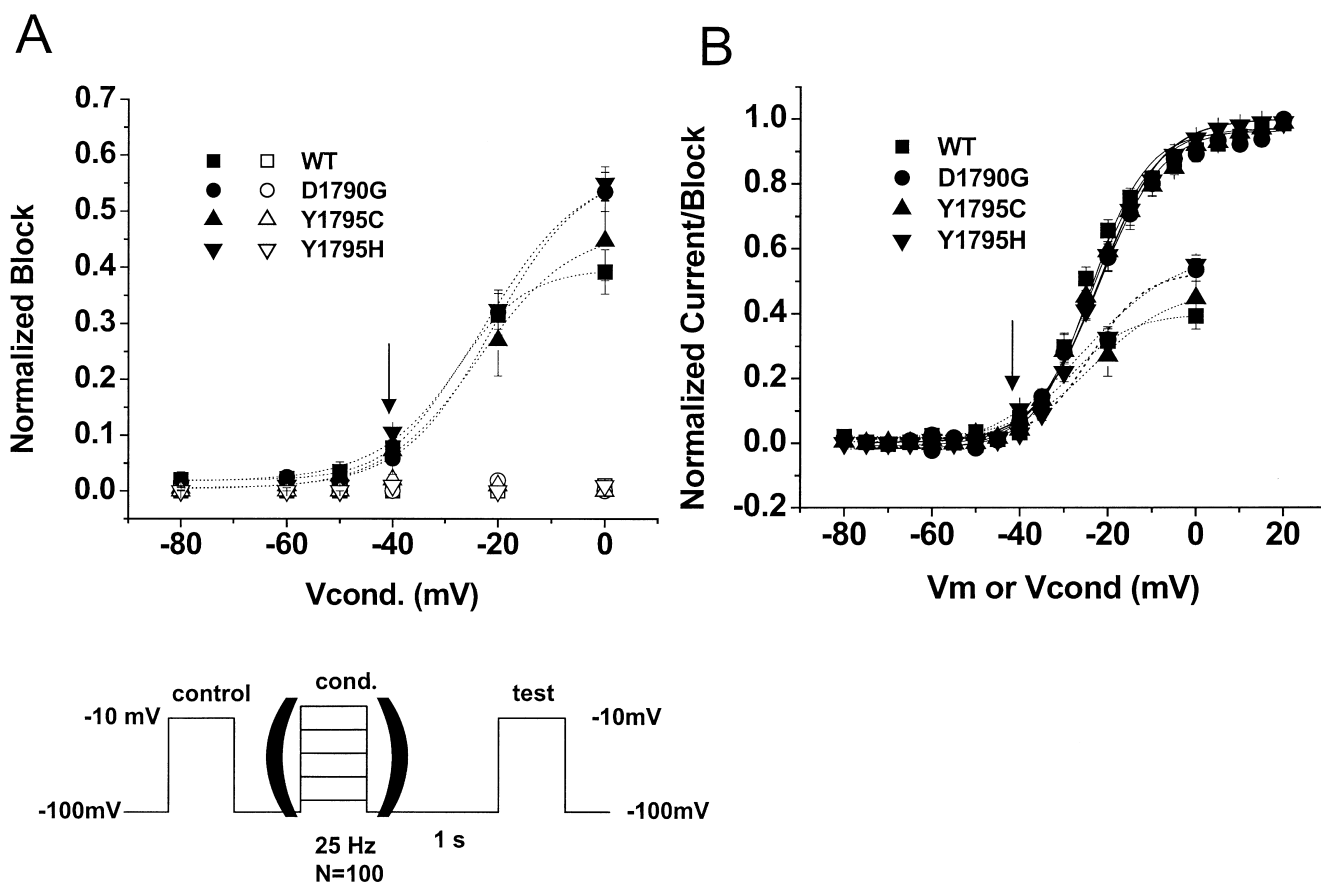 A
B
0.7
0.6
0.5
0.4
0.3
0.2
0.1
0.0
Normalized Block
WT
D1790G
Y1795C
Y1795H
-80
-60
-40
-20
0
Vcond. (mV)
1.0
0.8
0.6
0.4
0.2
0.0
-0.2
Normalized Current/Block
WT
D1790G
Y1795C
Y1795H
-80
-60
-40
-20
0
20
Vm or Vcond (mV)
control
cond.
test
-10 mV
-10mV
-100mV
-100mV
25 Hz
N=100
1 s